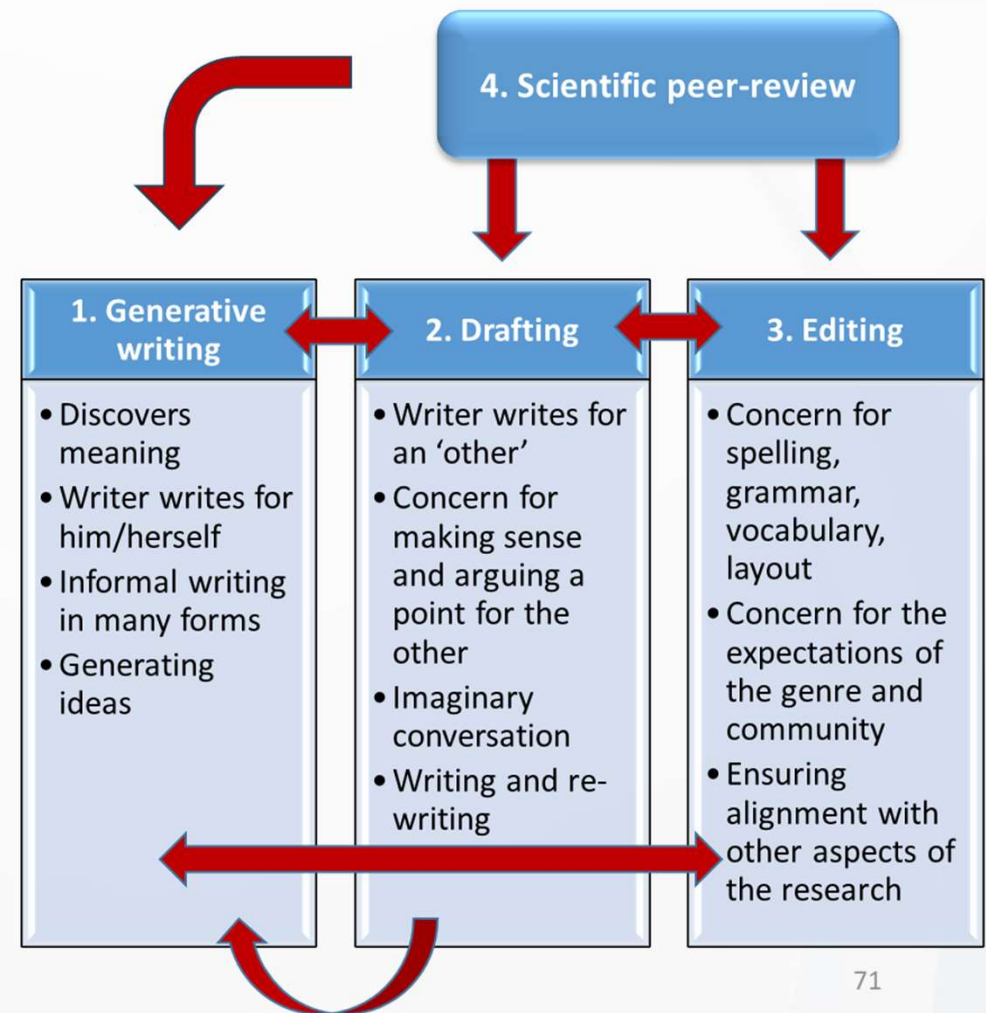 4. Scientific peer-review
1. Generative
writing
• Discovers
meaning
• Writer writes for
him/herself
• Informal writing
in many forms
• Generating
ideas
2. Drafting
• Writer writes for
an ‘other’
• Concern for
making sense
and arguing a
point for the
other
• Imaginary
conversation
• Writing and re-
writing
3. Editing
• Concern for
spelling,
grammar,
vocabulary,
layout
• Concern for the
expectations of
the genre and
community
• Ensuring
alignment with
other aspects of
the research
71